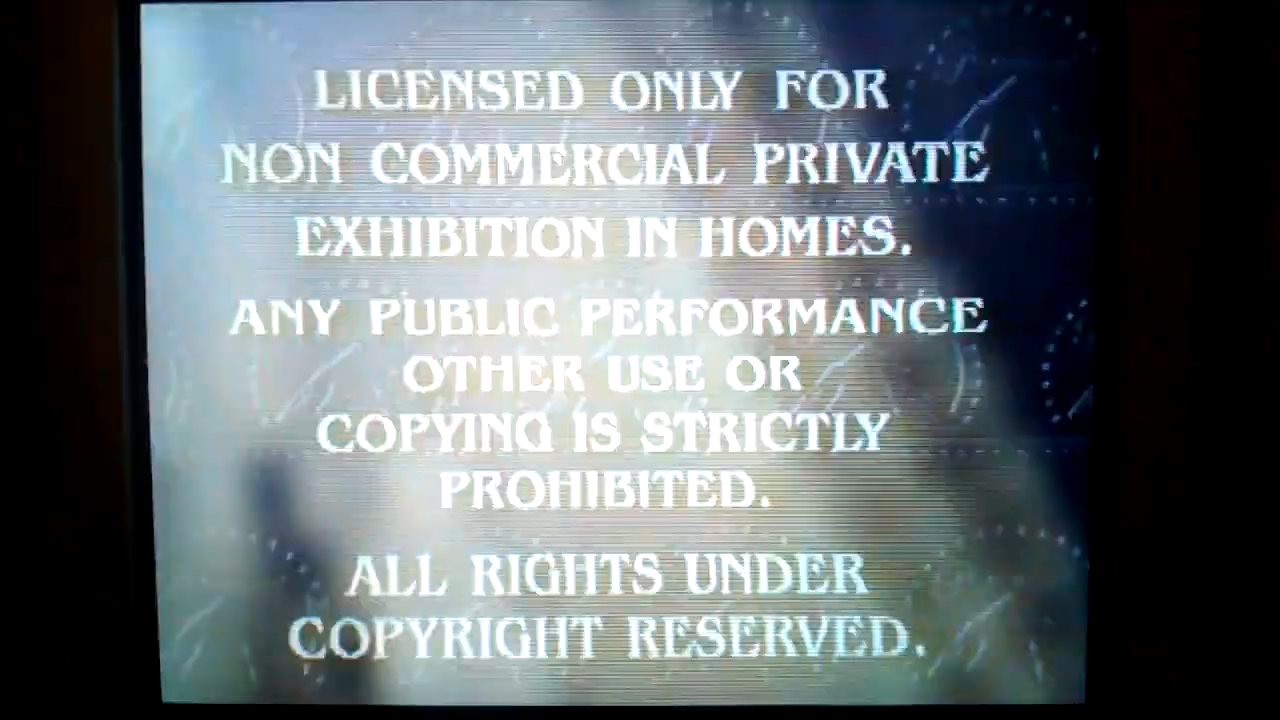 LICENSED ONLY FOR
NON COMMERCIAL PRIVATE
EXHIBITION IN HOMES.
ANY PUBLIC PERFORMANCE
OTHER USE OR
COPYING IS STRICTLY
PROHIBITED.
ALL RIGHTS UNDER
COPYRIGHT RESERVED.